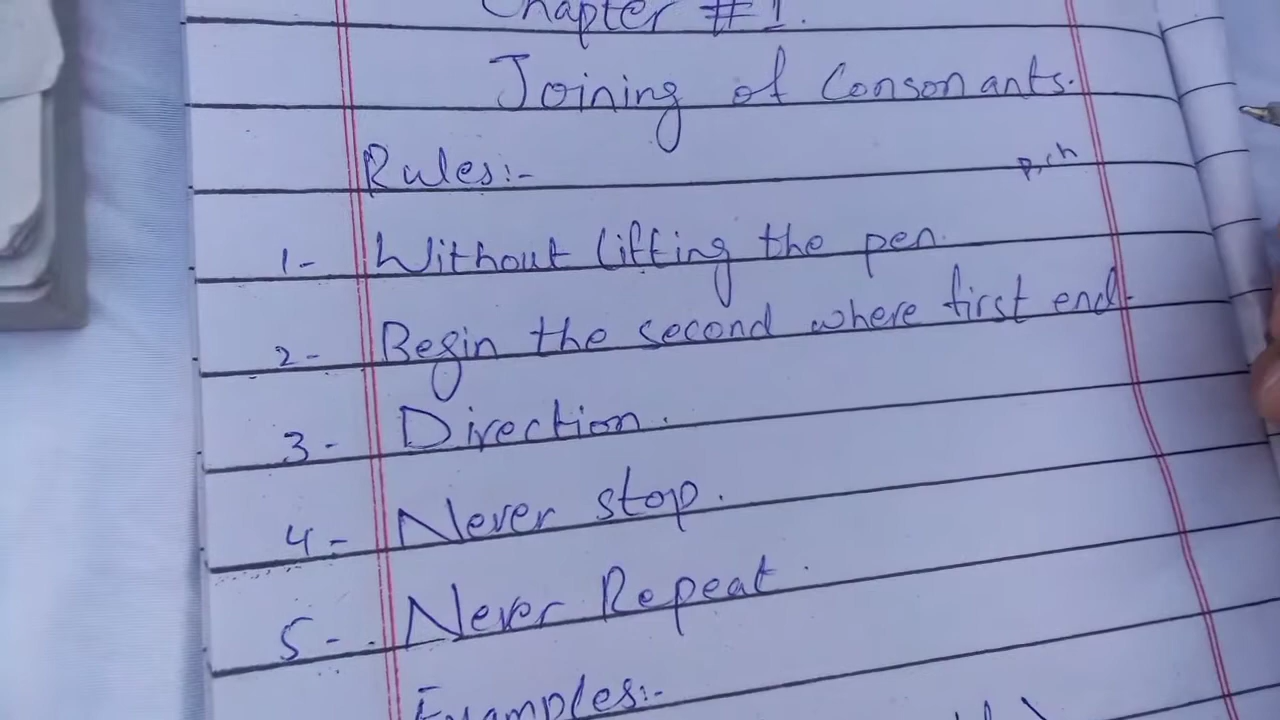 Chapter #1.
Joining of Consonants.
Rules:-
P, ch
1- Without lifting the pen.
2- Begin the second where first end.
3- Direction.
4- Never stop.
5- Never Repeat.
Examples:-